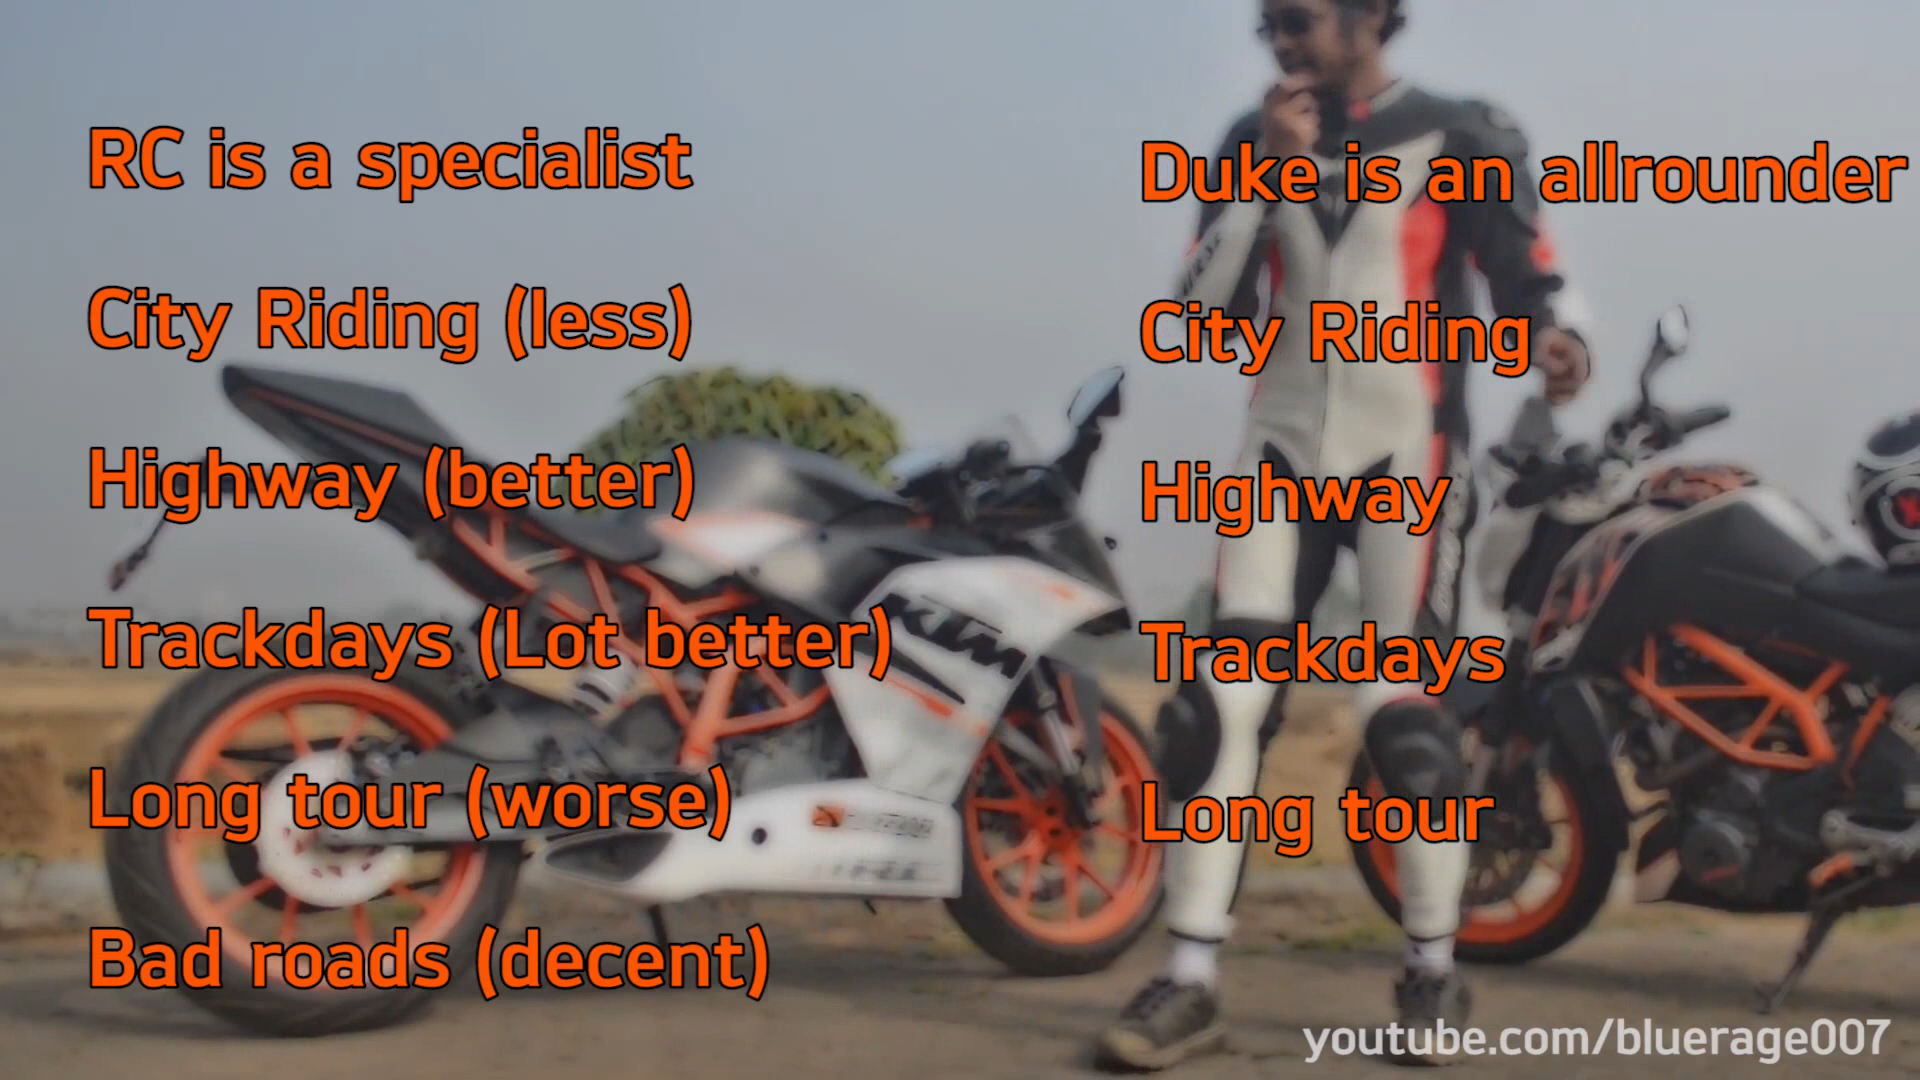 RC is a specialist
City Riding (less)
Highway (better)
Trackdays (Lot better)
Long tour (worse)
Bad roads (decent)
Duke is an allrounder
City Riding
Highway
Trackdays
Long tour
KTM
youtube.com/bluerage007